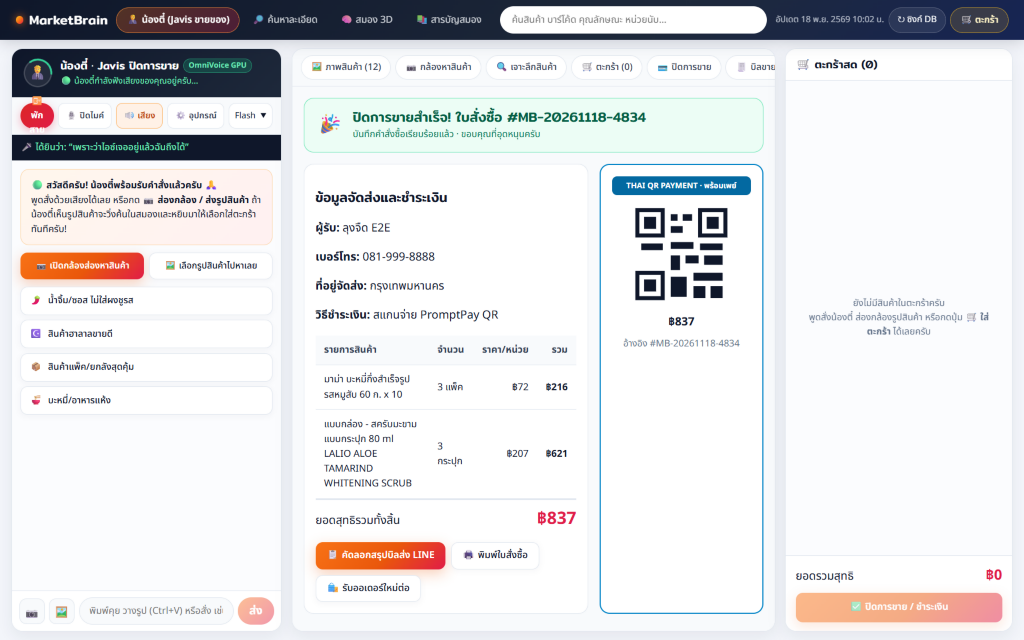 MarketBrain
น้องตี๋ (Javis ขายของ)
ค้นหาละเอียด
สมอง 3D
สารบัญสมอง
ค้นหาสินค้า บาร์โค้ด คุณลักษณะ หน่วยนับ...
อัปเดต 18 พ.ย. 2569 10:02 น.
↻ ซิงก์ DB
ตะกร้า
น้องตี๋ · Javis ปิดการขาย
OmniVoice GPU
น้องตี๋กำลังฟังเสียงของคุณอยู่ครับ...
พัก
ปิดไมค์
เสียง
อุปกรณ์
Flash ▼
ได้ยินว่า: "เพราะว่าไอซ์เจออยู่แล้วฉันถึงได้"
สวัสดีครับ! น้องตี๋พร้อมรับคำสั่งแล้วครับ
พูดสั่งด้วยเสียงได้เลย หรือกด ส่องกล้อง / ส่งรูปสินค้า ถ้า
น้องตี๋เห็นรูปสินค้าจะวิ่งค้นในสมองและหยิบมาให้เลือกใส่ตะกร้า
ทันทีครับ!
เปิดกล้องส่องหาสินค้า
เลือกรูปสินค้าไปหาเลย
น้ำจิ้ม/ซอส ไม่ใส่ผงชูรส
สินค้าฮาลาลขายดี
สินค้าแพ็ค/ยกลังสุดคุ้ม
บะหมี่/อาหารแห้ง
พิมพ์คุย วางรูป (Ctrl+V) หรือสั่ง เช่
ส่ง
ภาพสินค้า (12)
กล้องหาสินค้า
เจาะลึกสินค้า
ตะกร้า (0)
ปิดการขาย
บิลขาย
ปิดการขายสำเร็จ! ใบสั่งซื้อ #MB-20261118-4834
บันทึกคำสั่งซื้อเรียบร้อยแล้ว · ขอบคุณที่อุดหนุนครับ
ข้อมูลจัดส่งและชำระเงิน
ผู้รับ: ลุงจืด E2E
เบอร์โทร: 081-999-8888
ที่อยู่จัดส่ง: กรุงเทพมหานคร
วิธีชำระเงิน: สแกนจ่าย PromptPay QR
รายการสินค้า จำนวน ราคา/หน่วย รวม
มาม่า บะหมี่กึ่งสำเร็จรูป
รสหมูสับ 60 ก. x 10
3 แพ็ค ฿72 ฿216
แบบกล่อง - สครับมะขาม
แบบกระปุก 80 ml
LALIO ALOE
TAMARIND
WHITENING SCRUB
3
กระปุก
฿207 ฿621
ยอดสุทธิรวมทั้งสิ้น ฿837
คัดลอกสรุปบิลส่ง LINE
พิมพ์ใบสั่งซื้อ
รับออเดอร์ใหม่ต่อ
THAI QR PAYMENT · พร้อมเพย์
฿837
อ้างอิง #MB-20261118-4834
ตะกร้าสด (0)
ยังไม่มีสินค้าในตะกร้าครับ
พูดสั่งน้องตี๋ ส่องกล้องรูปสินค้า หรือกดปุ่ม ใส่
ตะกร้า ได้เลยครับ
ยอดรวมสุทธิ ฿0
ปิดการขาย / ชำระเงิน